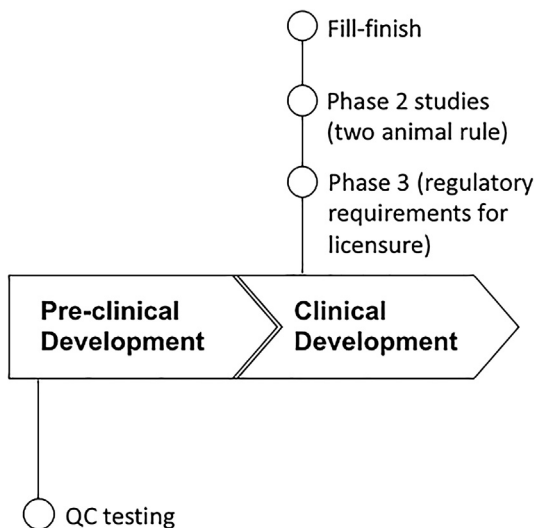 Fill-finish
Phase 2 studies
(two animal rule)
Phase 3 (regulatory
requirements for
licensure)
Pre-clinical
Development
Clinical
Development
QC testing